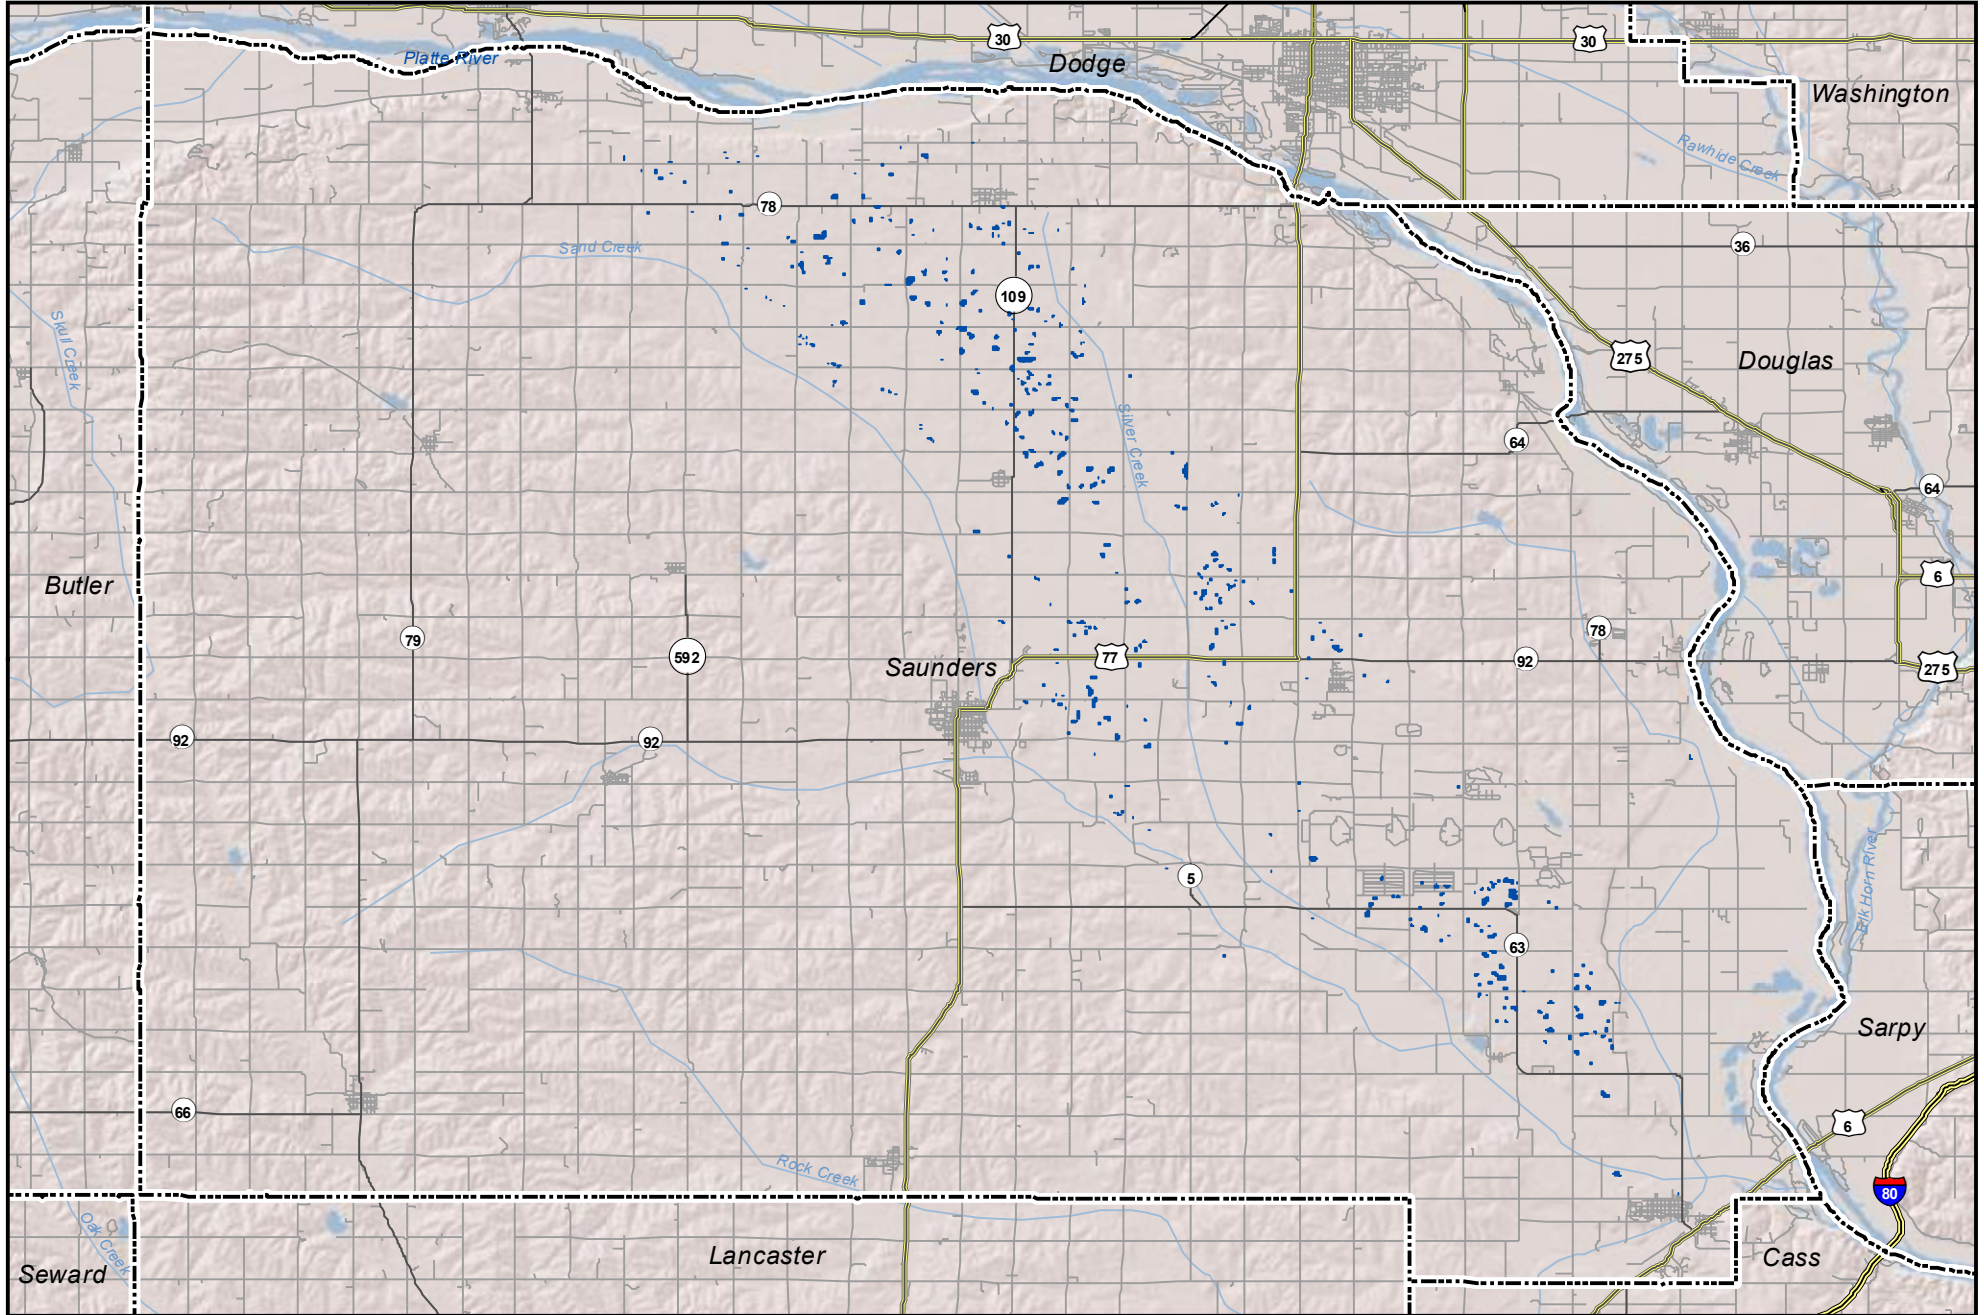 30
30
Platte River
Dodge
Washington
Rawhide Creek
78
Sand Creek
36
109
Skull Creek
275
Douglas
Silver Creek
64
64
Butler
6
79
592
Saunders
77
78
92
275
92
92
5
Elk Horn River
63
Sarpy
66
6
Rock Creek
80
Oak Creek
Seward
Lancaster
Cass